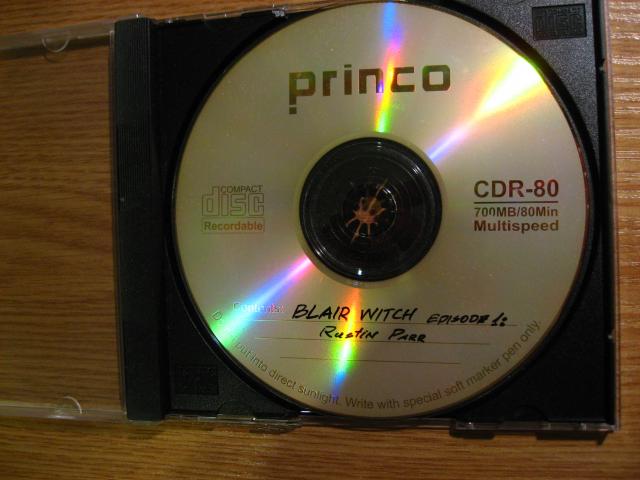 princo
COMPACT
disc
Recordable
CDR-80
700MB/80Min
Multispeed
Contents: BLAIR WITCH EPISODE 1:
RUSTIN PARR
put into direct sunlight. Write with special soft marker pen only.